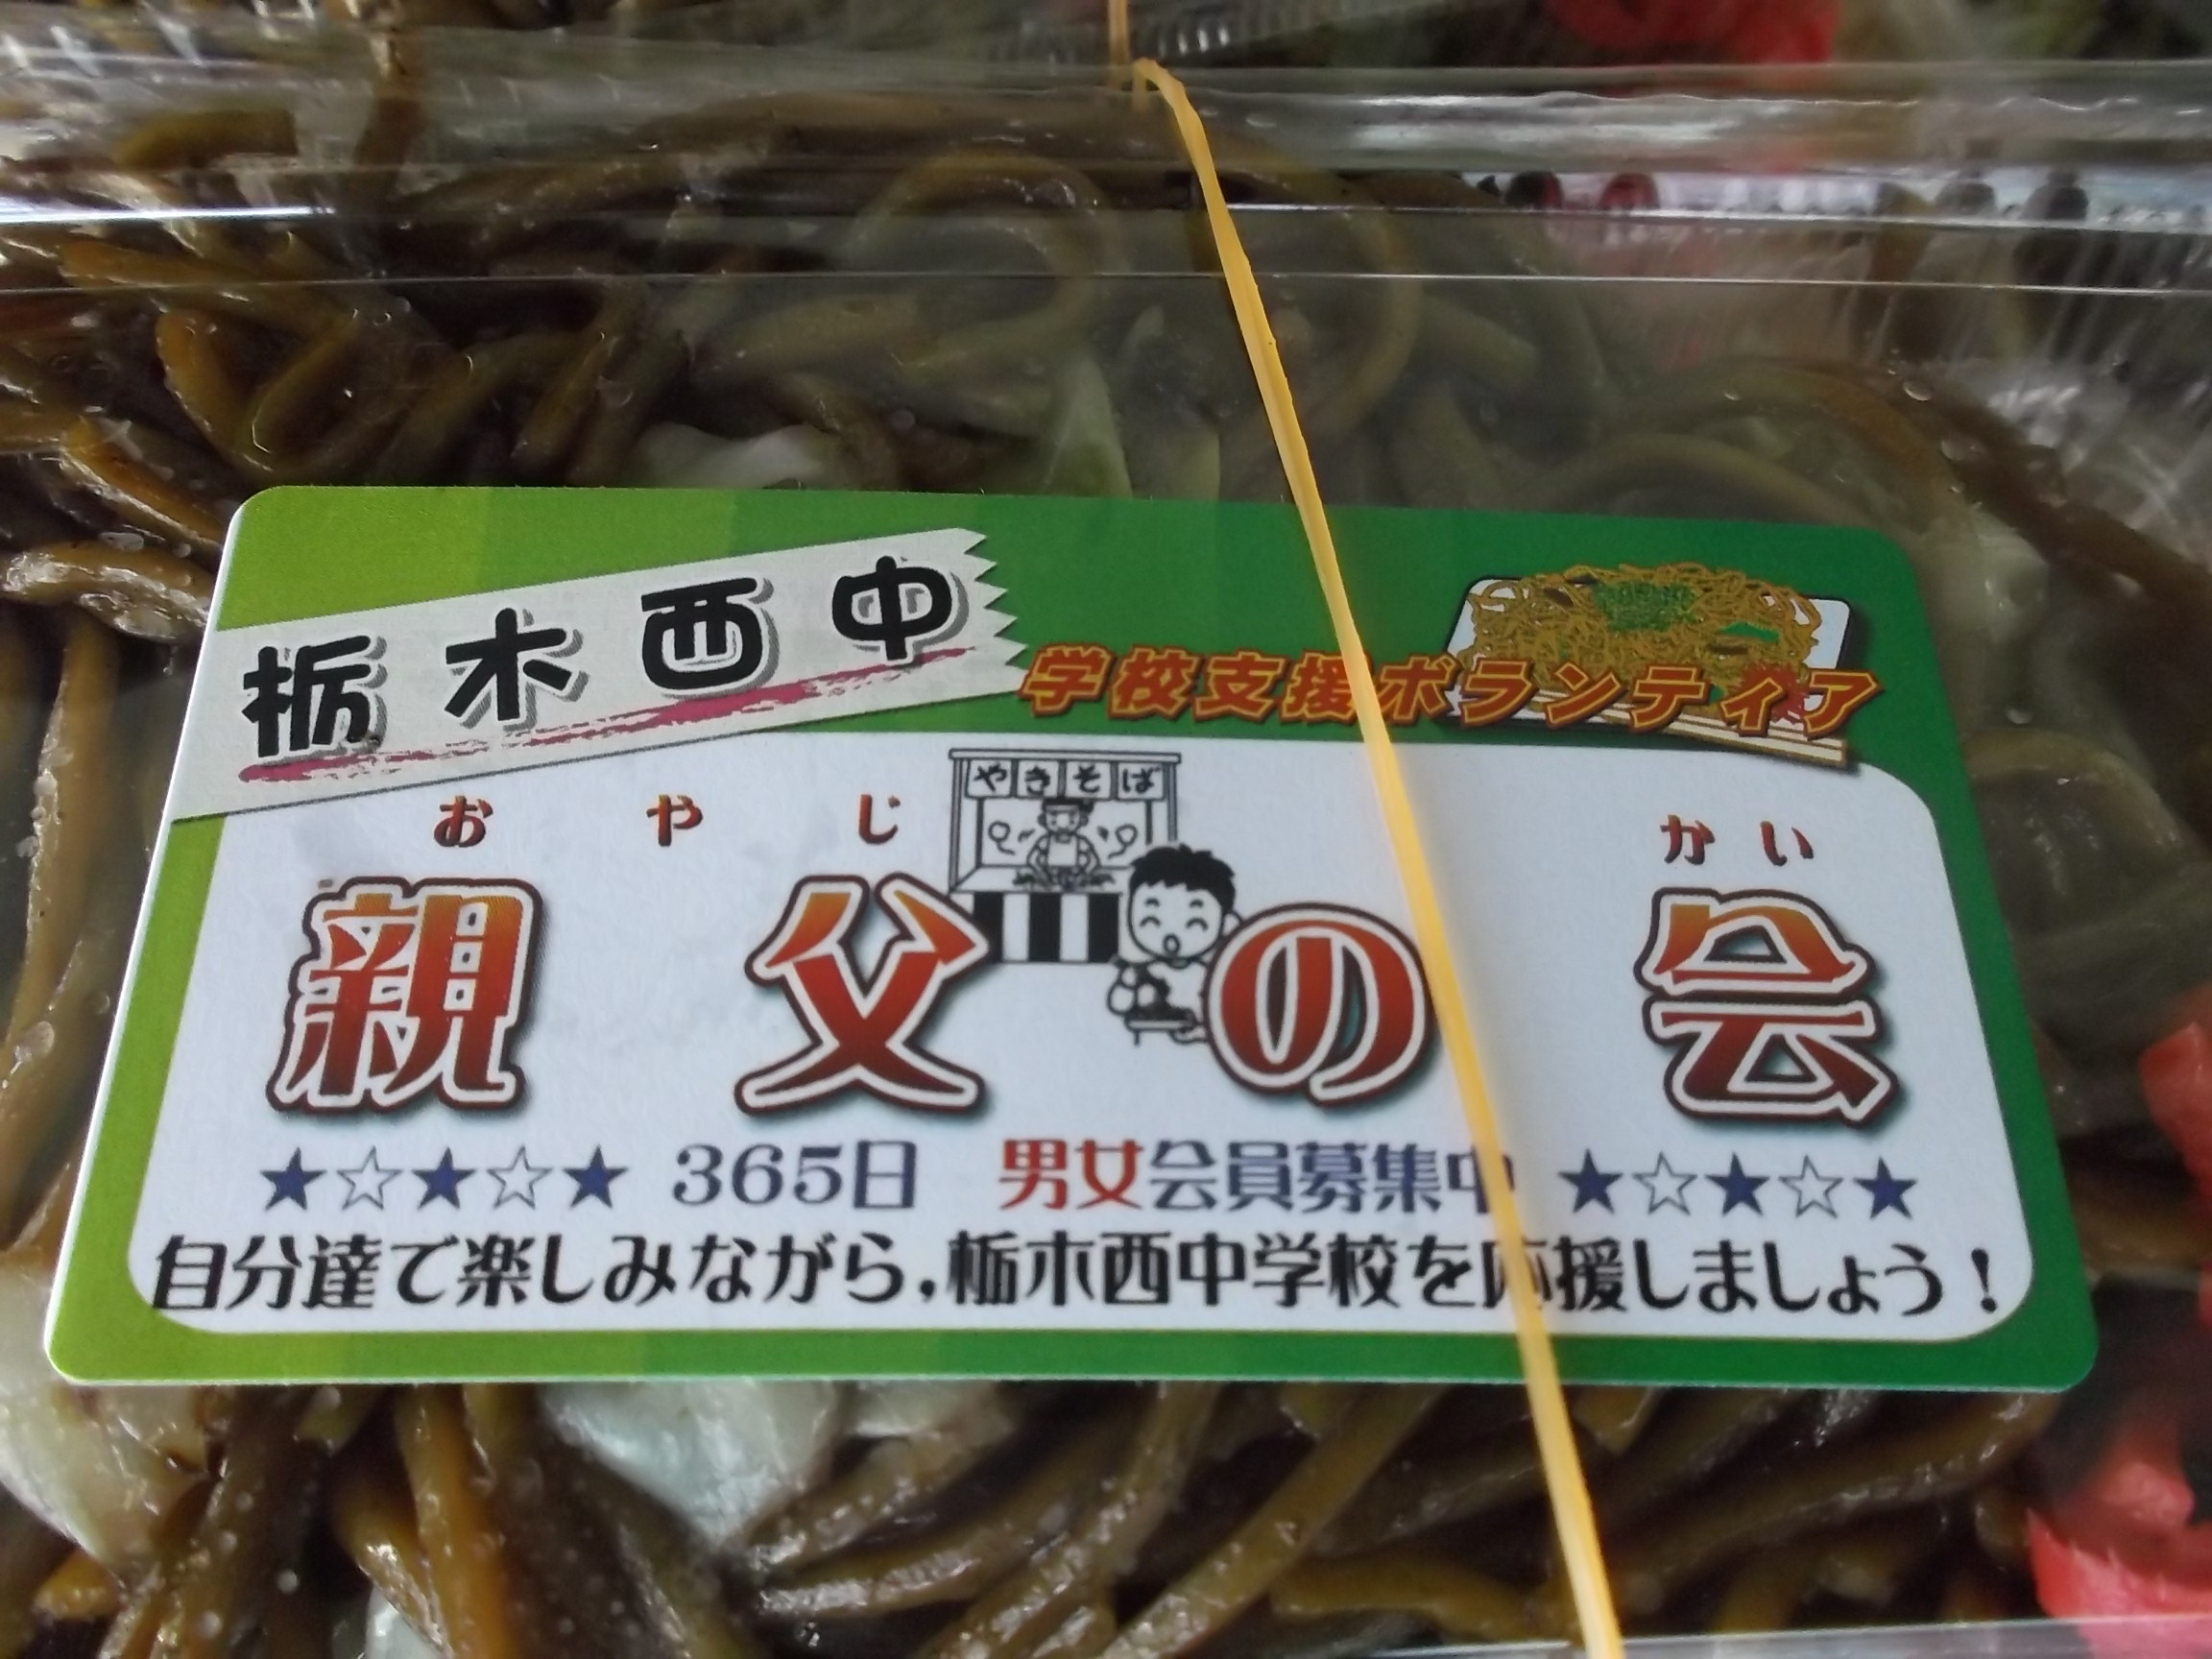 栃木西中
学校支援ボランティア
やきそば
おやじ かい
親父の会
★☆★☆★ 365日 男女会員募集中 ★☆★☆★
自分達で楽しみながら,栃木西中学校を応援しましょう!